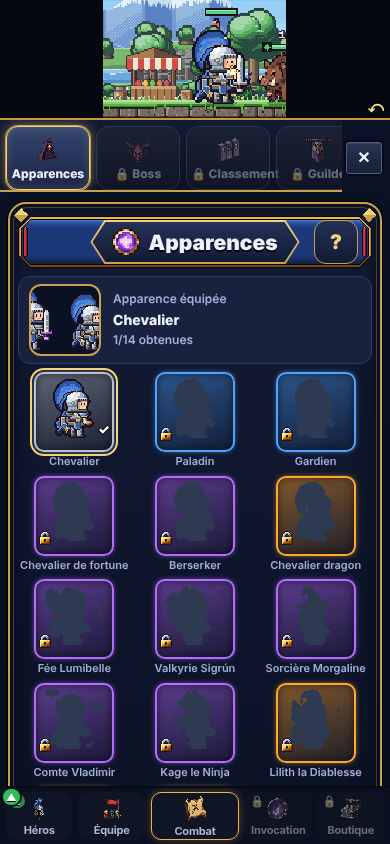 Apparences
Boss
Classement
Guilde
×
Apparences
?
Apparence équipée
Chevalier
1/14 obtenues
Chevalier
Paladin
Gardien
Chevalier de fortune
Berserker
Chevalier dragon
Fée Lumibelle
Valkyrie Sigrún
Sorcière Morgaline
Comte Vladimir
Kage le Ninja
Lilith la Diablesse
Héros
Équipe
Combat
Invocation
Boutique